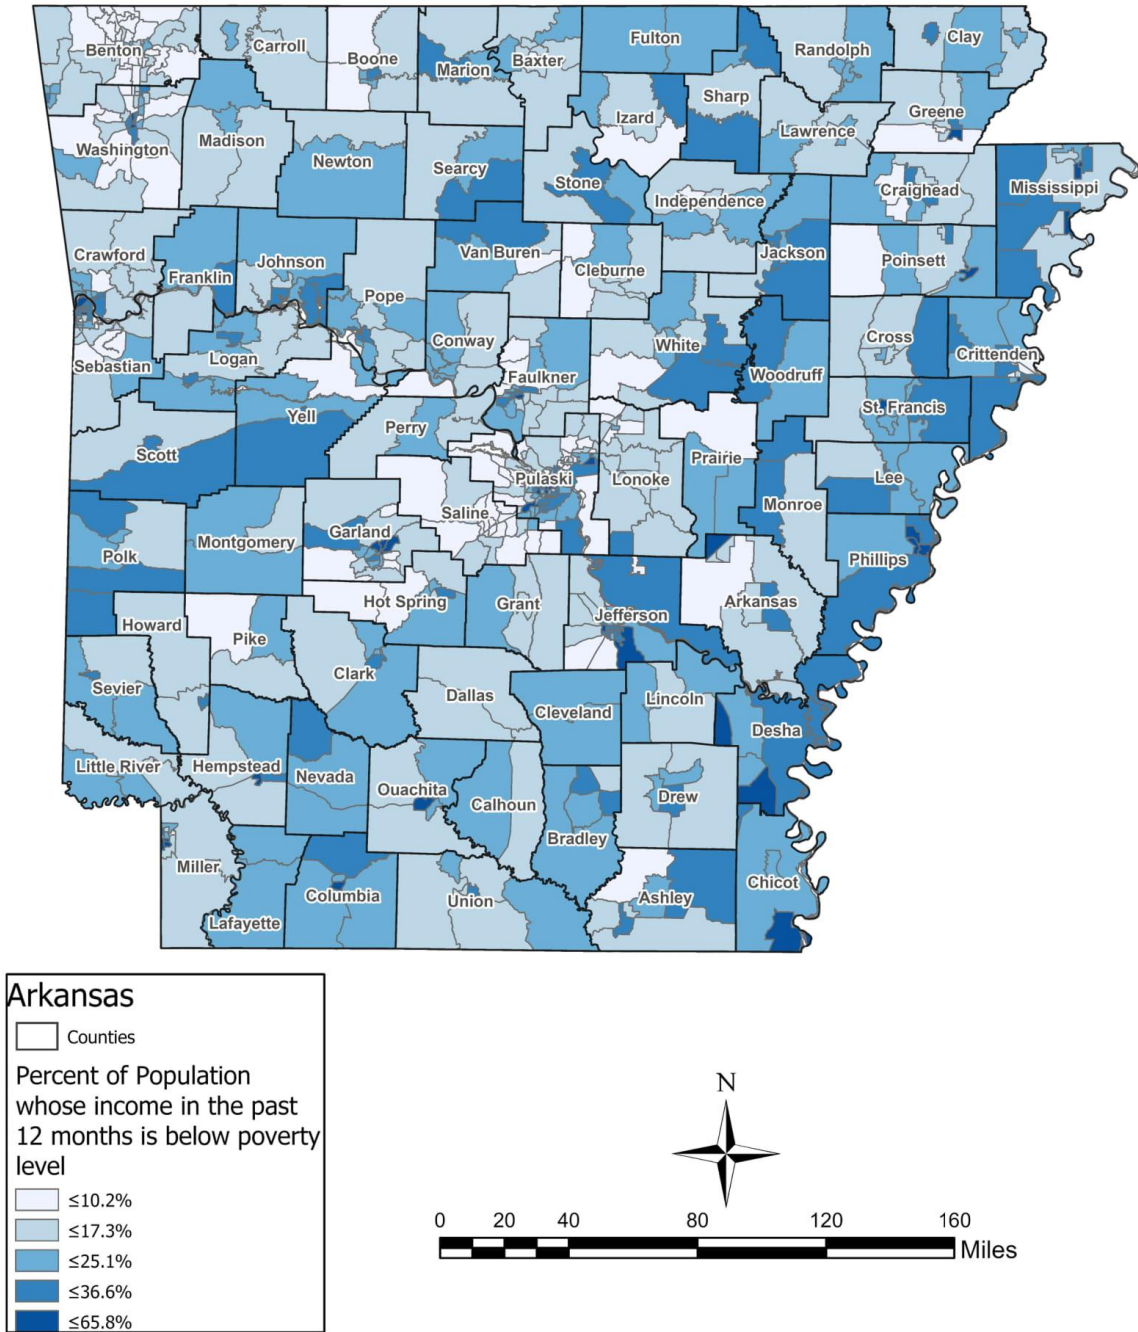 Benton
Carroll
Boone
Marion
Baxter
Fulton
Randolph
Clay
Izard
Sharp
Greene
Washington
Madison
Newton
Searcy
Stone
Lawrence
Independence
Craighead
Mississippi
Crawford
Franklin
Johnson
Pope
Van Buren
Cleburne
Jackson
Poinsett
Sebastian
Logan
Conway
Faulkner
White
Woodruff
Cross
Crittenden
Yell
Perry
St. Francis
Scott
Pulaski
Lonoke
Prairie
Lee
Saline
Monroe
Polk
Montgomery
Garland
Phillips
Hot Spring
Grant
Jefferson
Arkansas
Howard
Pike
Clark
Sevier
Dallas
Cleveland
Lincoln
Desha
Little River
Hempstead
Nevada
Ouachita
Calhoun
Drew
Bradley
Miller
Lafayette
Columbia
Union
Ashley
Chicot
Arkansas
Counties
Percent of Population
whose income in the past
12 months is below poverty
level
≤10.2%
≤17.3%
≤25.1%
≤36.6%
≤65.8%
N
0 20 40 80 120 160
Miles